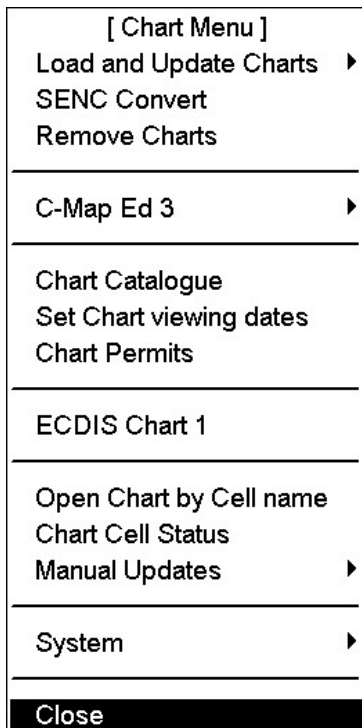 [ Chart Menu ]
Load and Update Charts
SENC Convert
Remove Charts
C-Map Ed 3
Chart Catalogue
Set Chart viewing dates
Chart Permits
ECDIS Chart 1
Open Chart by Cell name
Chart Cell Status
Manual Updates
System
Close